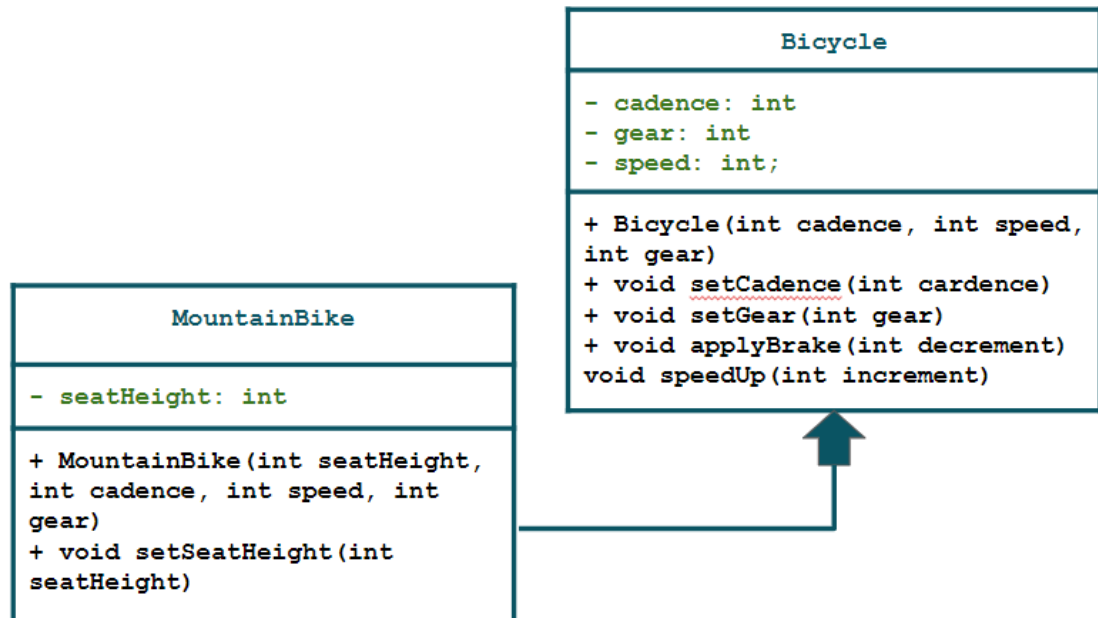 Bicycle
- cadence: int
- gear: int
- speed: int;
+ Bicycle(int cadence, int speed,
int gear)
+ void setCadence(int cardence)
+ void setGear(int gear)
+ void applyBrake(int decrement)
void speedUp(int increment)
MountainBike
- seatHeight: int
+ MountainBike(int seatHeight,
int cadence, int speed, int
gear)
+ void setSeatHeight(int
seatHeight)